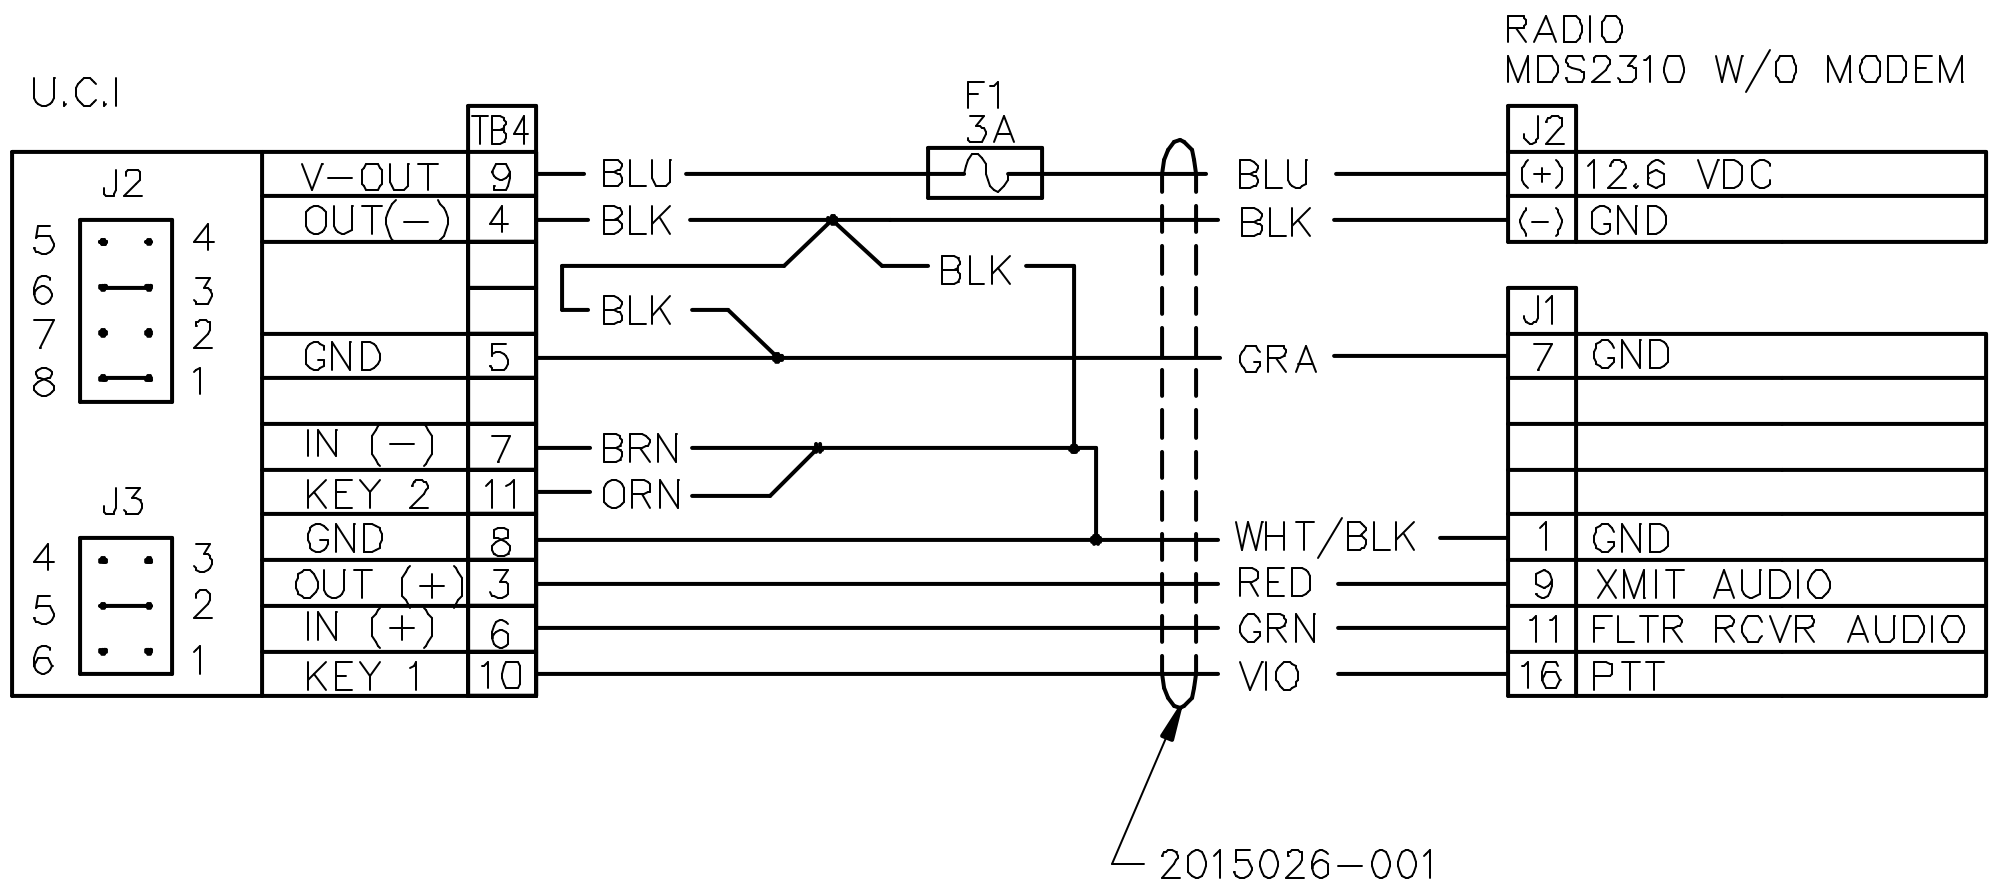 RADIO
MDS2310 W/O MODEM
U.C.I
F1
3A
TB4
J2
J2
V-OUT 9 BLU BLU (+) 12.6 VDC
OUT(-) 4 BLK BLK (-) GND
5 4
BLK
6 3
BLK
J1
7 2
GND 5 GRA 7 GND
8 1
IN (-) 7 BRN
KEY 2 11 ORN
J3
GND 8 WHT/BLK 1 GND
4 3
OUT (+) 3 RED 9 XMIT AUDIO
5 2
IN (+) 6 GRN 11 FLTR RCVR AUDIO
6 1
KEY 1 10 VIO 16 PTT
2015026-001